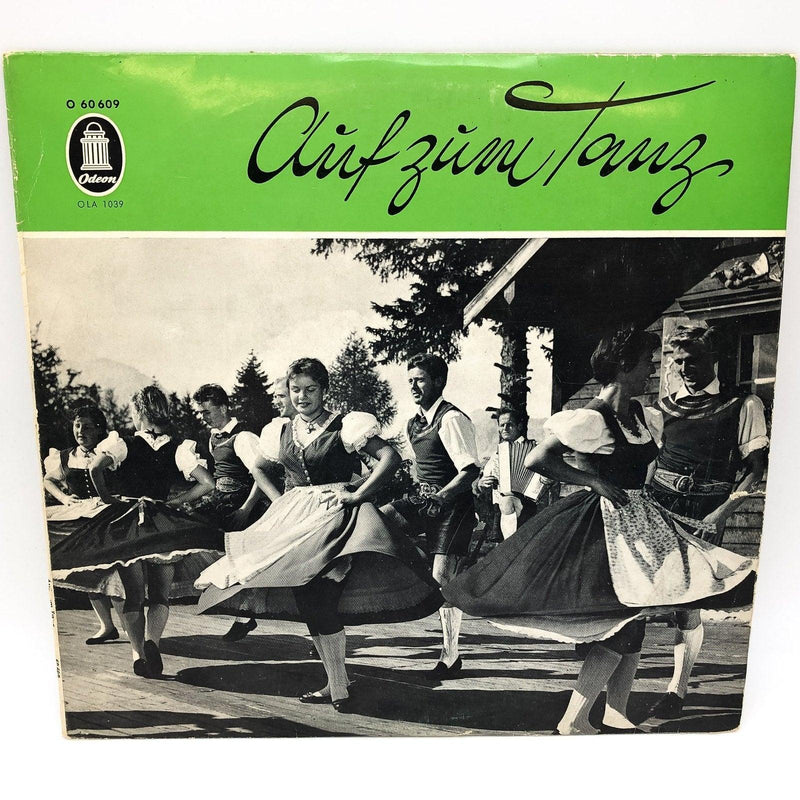 O 60 609
Auf zum Tanz
Odeon
OLA 1039